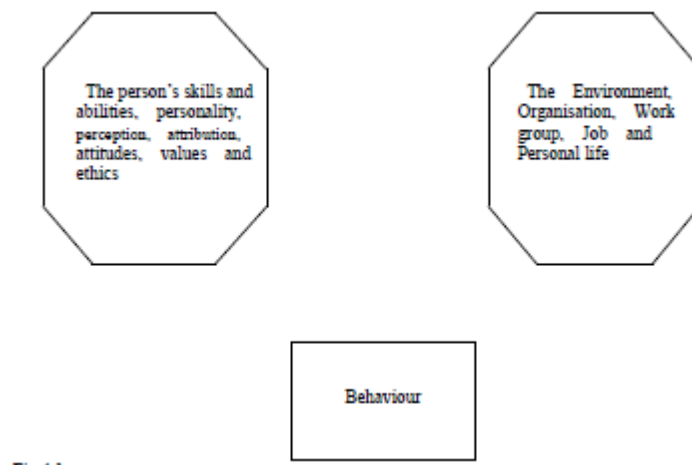 The person's skills and
abilities, personality,
perception, attribution,
attitudes, values and
ethics
The Environment,
Organisation, Work
group, Job and
Personal life
Behaviour